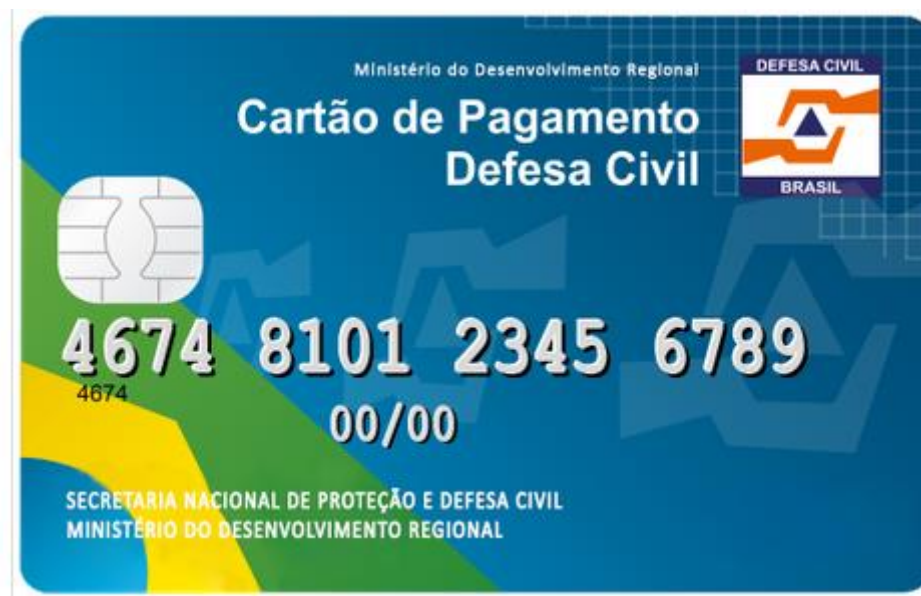 Ministério do Desenvolvimento Regional
Cartão de Pagamento
Defesa Civil
DEFESA CIVIL
BRASIL
4674 8101 2345 6789
4674
00/00
SECRETARIA NACIONAL DE PROTEÇÃO E DEFESA CIVIL
MINISTÉRIO DO DESENVOLVIMENTO REGIONAL